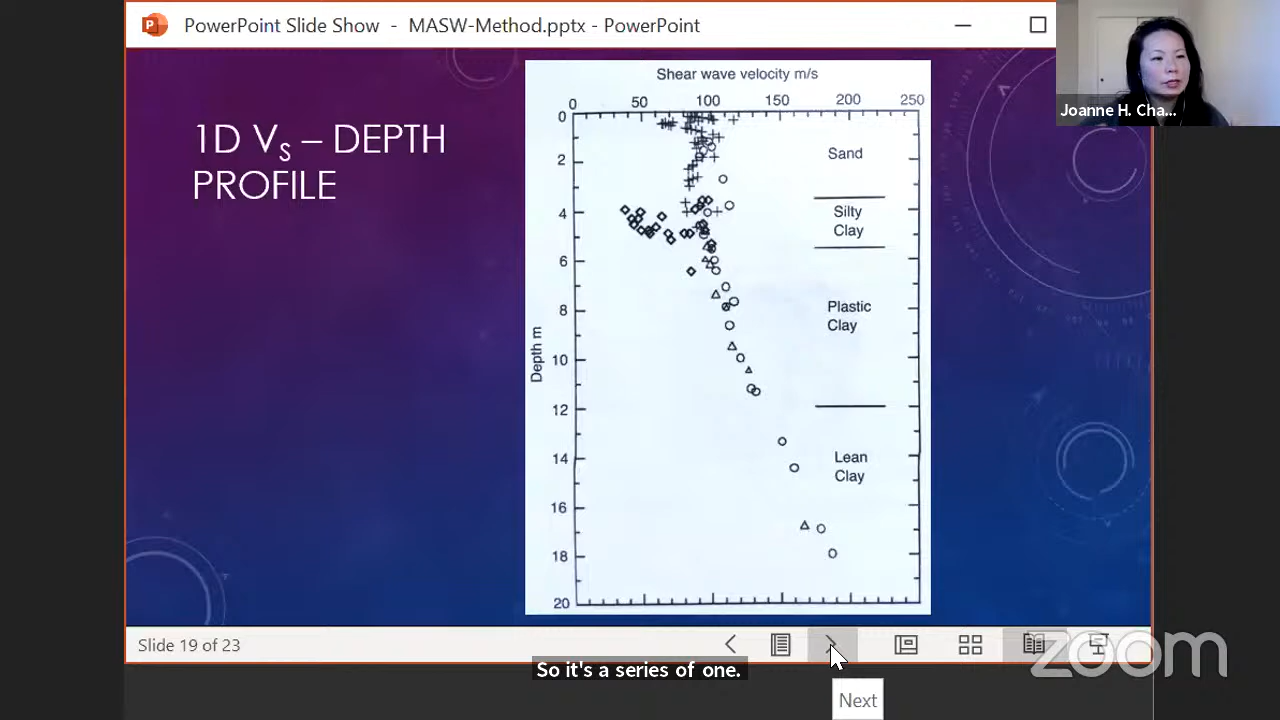 PowerPoint Slide Show - MASW-Method.pptx - PowerPoint
Joanne H. Cha...
1D Vs – DEPTH
PROFILE
Shear wave velocity m/s
0 50 100 150 200 250
0
2
4
6
8
10
12
14
16
18
20
Depth m
Sand
Silty
Clay
Plastic
Clay
Lean
Clay
Slide 19 of 23
zoom
So it's a series of one.
Next